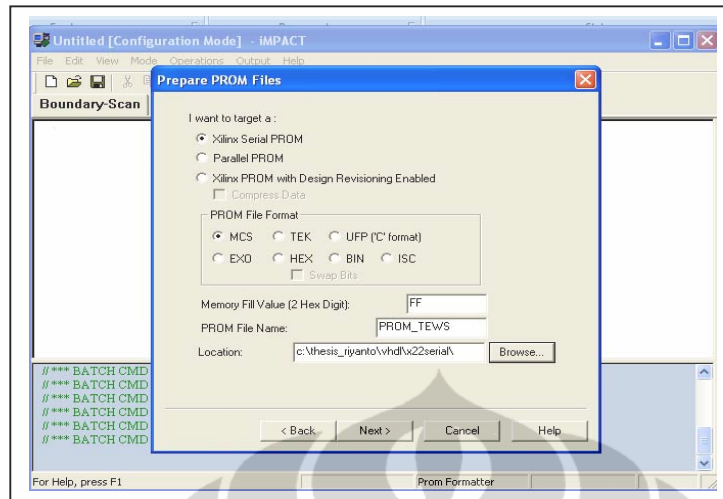 Untitled [Configuration Mode] - iMPACT
File Edit View Mode Operations Output Help
Prepare PROM Files
Boundary-Scan
I want to target a :
Xilinx Serial PROM
Parallel PROM
Xilinx PROM with Design Revisioning Enabled
Compress Data
PROM File Format
MCS TEK UFP ('C' format)
EXO HEX BIN ISC
Swap Bits
Memory Fill Value (2 Hex Digit): FF
PROM File Name: PROM_TEWS
Location: c:\thesis_riyanto\vhdl\x22serial\ Browse...
// *** BATCH CMD
// *** BATCH CMD
// *** BATCH CMD
// *** BATCH CMD
// *** BATCH CMD
// *** BATCH CMD
< Back Next > Cancel Help
For Help, press F1 Prom Formatter